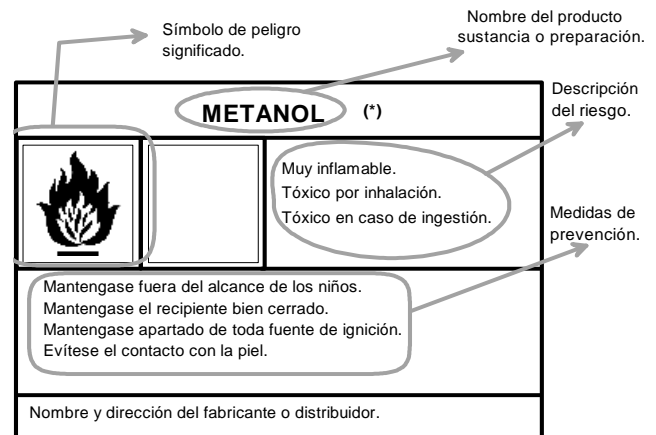 Símbolo de peligro
significado.
Nombre del producto
sustancia o preparación.
METANOL (*)
Descripción
del riesgo.
Muy inflamable.
Tóxico por inhalación.
Tóxico en caso de ingestión.
Medidas de
prevención.
Mantengase fuera del alcance de los niños.
Mantengase el recipiente bien cerrado.
Mantengase apartado de toda fuente de ignición.
Evítese el contacto con la piel.
Nombre y dirección del fabricante o distribuidor.